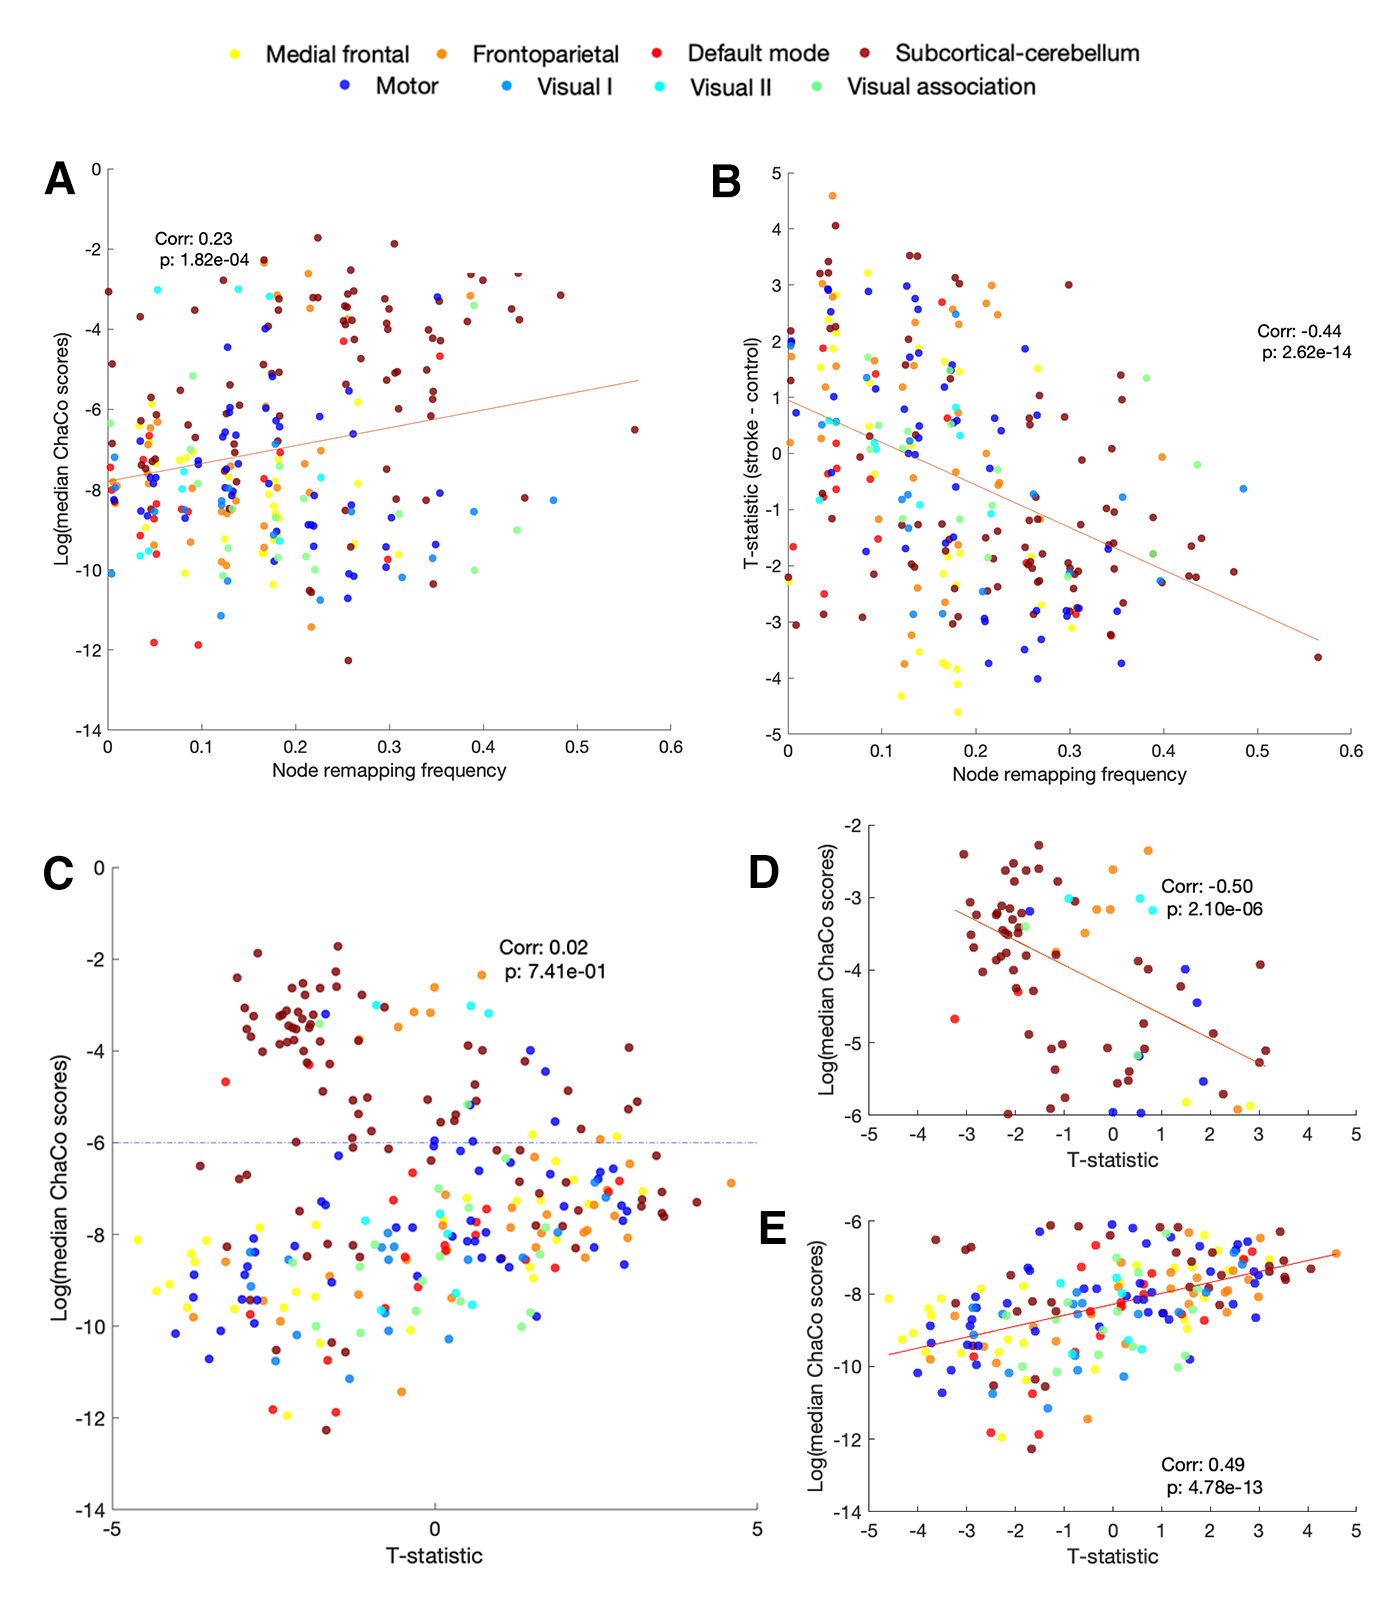 Medial frontal Frontoparietal Default mode Subcortical-cerebellum
Motor Visual I Visual II Visual association
A
0
-2
-4
-6
-8
-10
-12
-14
Log(median ChaCo scores)
Corr: 0.23
p: 1.82e-04
0 0.1 0.2 0.3 0.4 0.5 0.6
Node remapping frequency
B
5
4
3
2
1
0
-1
-2
-3
-4
-5
T-statistic (stroke - control)
Corr: -0.44
p: 2.62e-14
0 0.1 0.2 0.3 0.4 0.5 0.6
Node remapping frequency
C
0
-2
-4
-6
-8
-10
-12
-14
Log(median ChaCo scores)
Corr: 0.02
p: 7.41e-01
-5 0 5
T-statistic
D
-2
-3
-4
-5
-6
Log(median ChaCo scores)
Corr: -0.50
p: 2.10e-06
-5 -4 -3 -2 -1 0 1 2 3 4 5
T-statistic
E
-6
-8
-10
-12
-14
Log(median ChaCo scores)
Corr: 0.49
p: 4.78e-13
-5 -4 -3 -2 -1 0 1 2 3 4 5
T-statistic